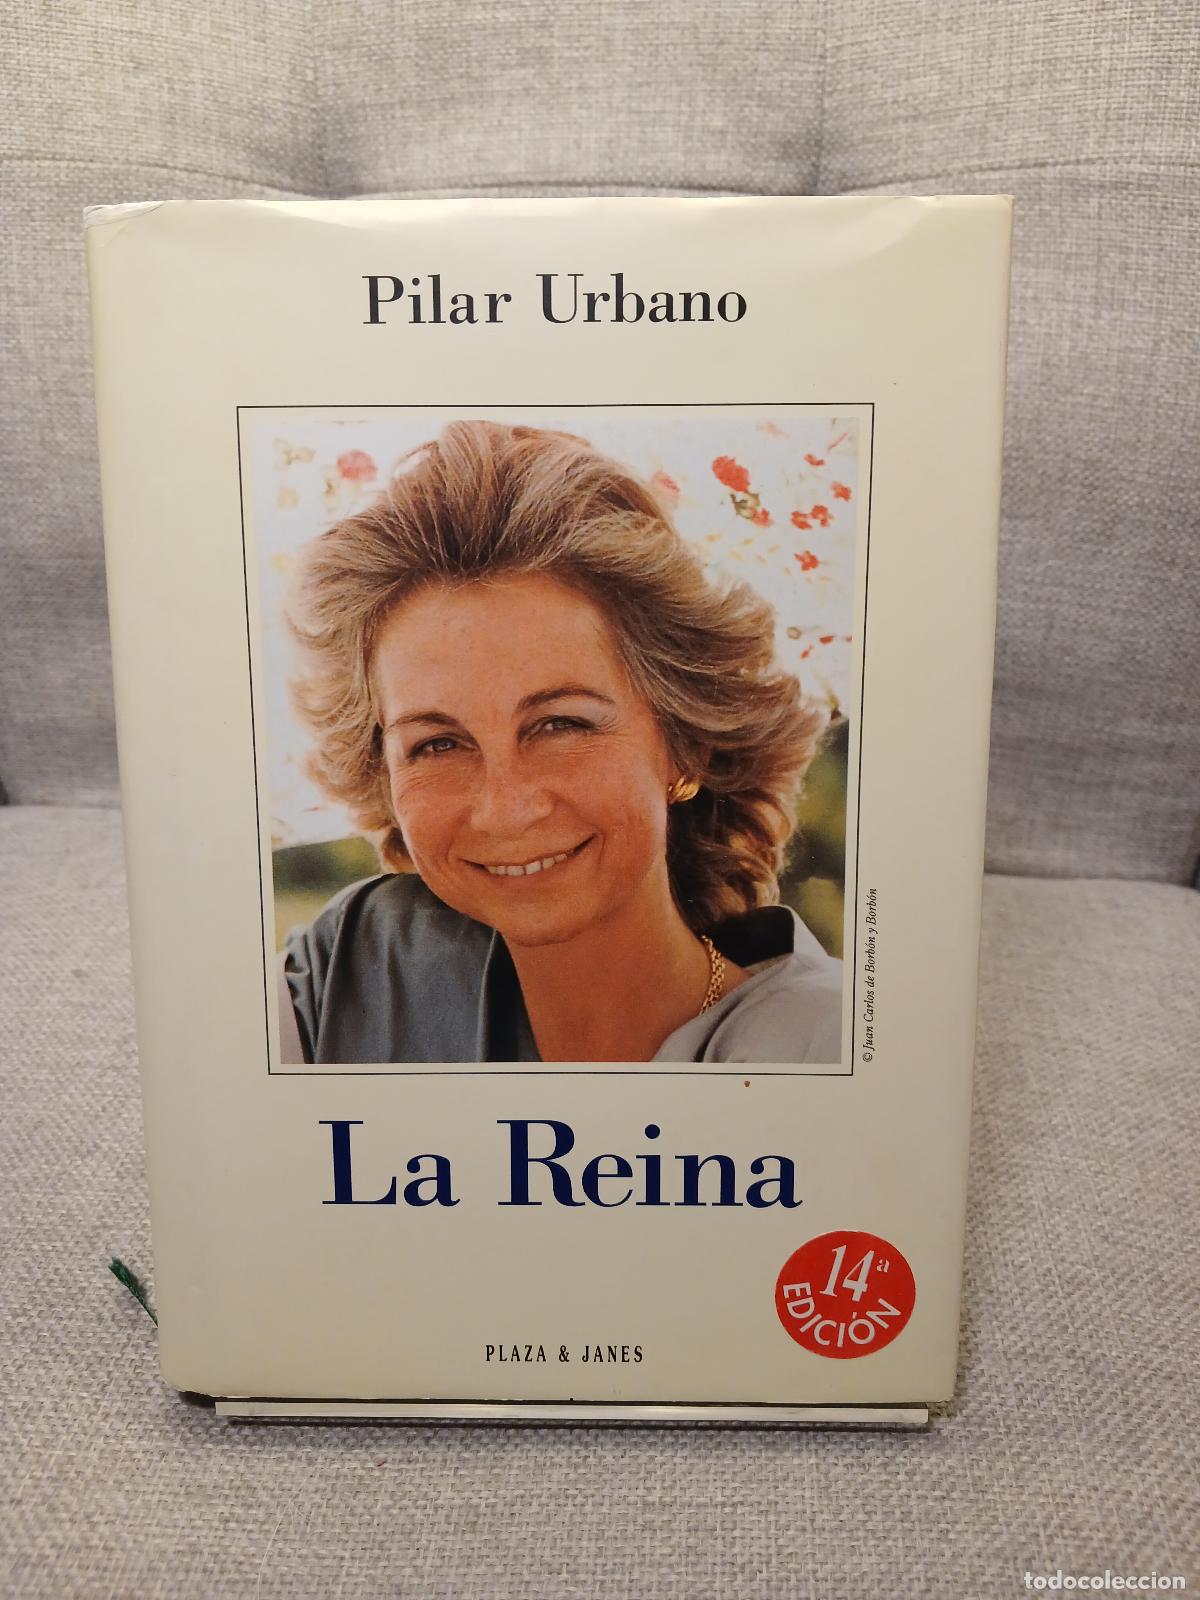 Pilar Urbano
© Juan Carlos de Borbón y Borbón
La Reina
14ª
EDICIÓN
PLAZA & JANES
todocoleccion